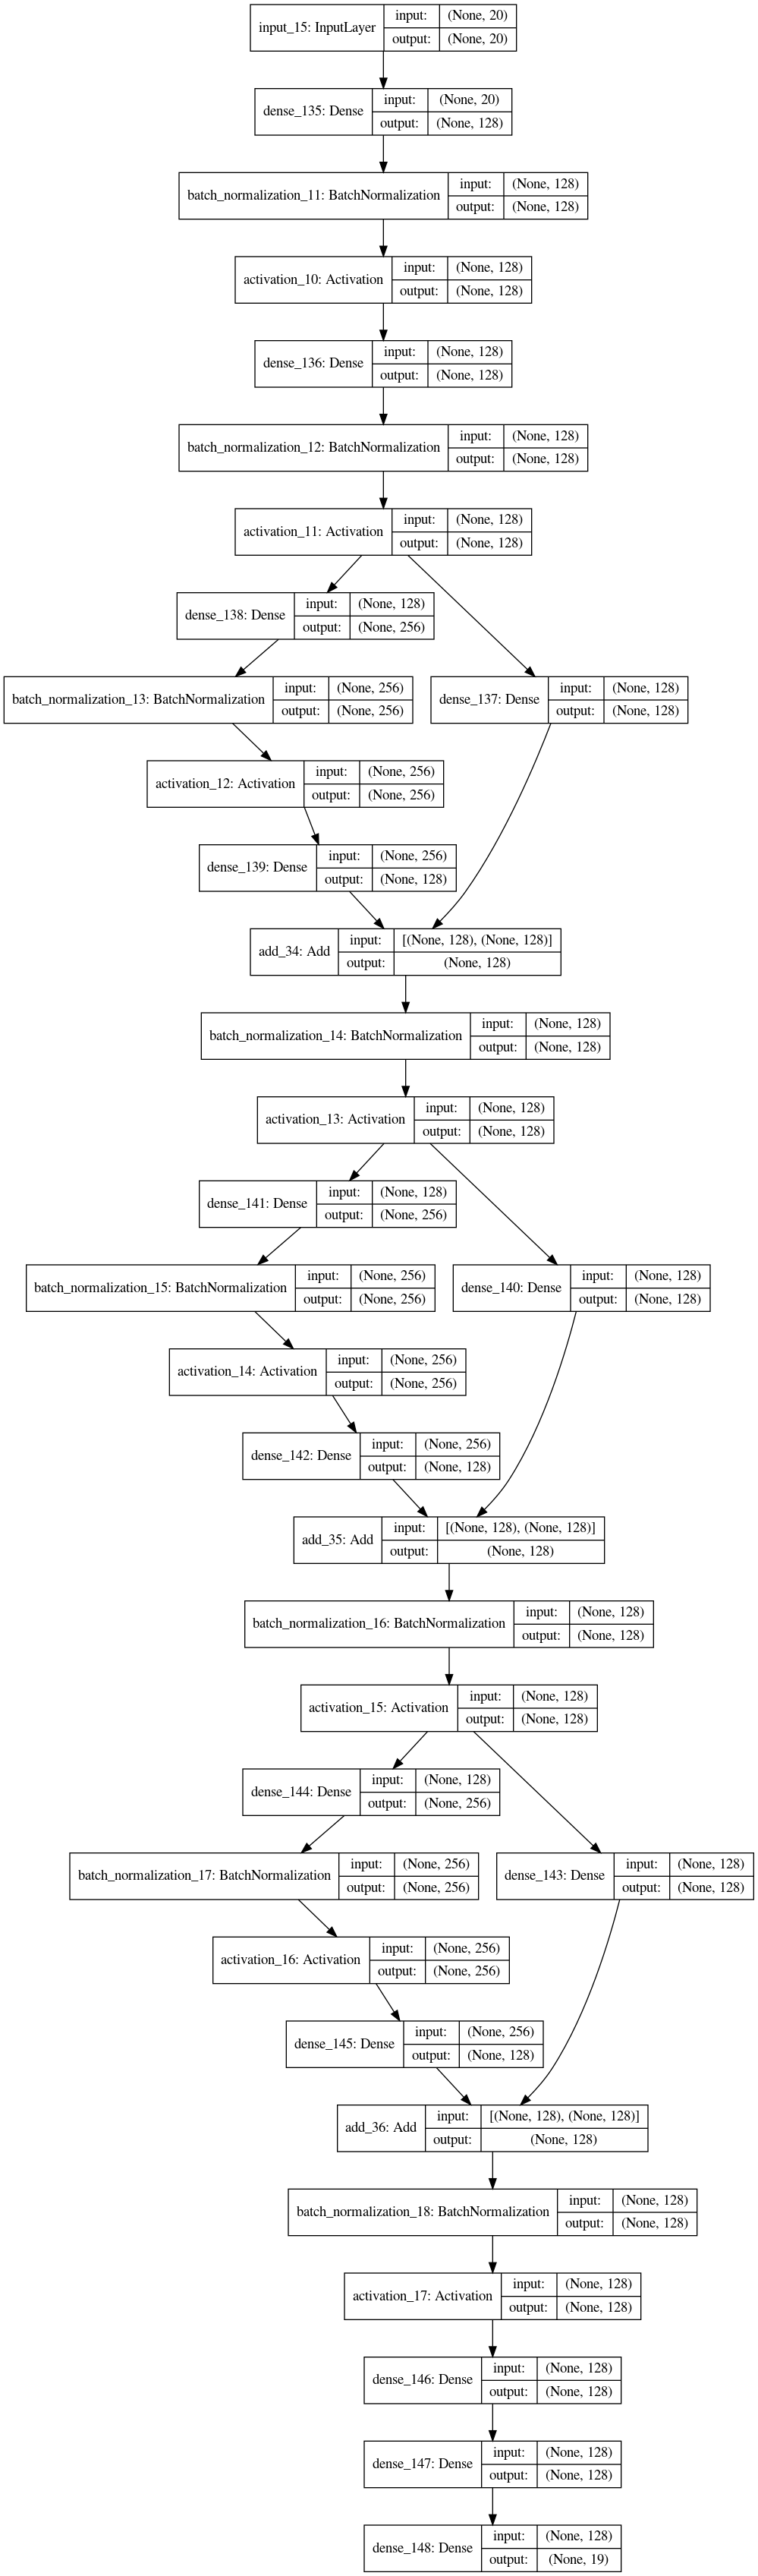 input_15: InputLayer
input: (None, 20)
output: (None, 20)
dense_135: Dense
input: (None, 20)
output: (None, 128)
batch_normalization_11: BatchNormalization
input: (None, 128)
output: (None, 128)
activation_10: Activation
input: (None, 128)
output: (None, 128)
dense_136: Dense
input: (None, 128)
output: (None, 128)
batch_normalization_12: BatchNormalization
input: (None, 128)
output: (None, 128)
activation_11: Activation
input: (None, 128)
output: (None, 128)
dense_138: Dense
input: (None, 128)
output: (None, 256)
batch_normalization_13: BatchNormalization
input: (None, 256)
output: (None, 256)
dense_137: Dense
input: (None, 128)
output: (None, 128)
activation_12: Activation
input: (None, 256)
output: (None, 256)
dense_139: Dense
input: (None, 256)
output: (None, 128)
add_34: Add
input: [(None, 128), (None, 128)]
output: (None, 128)
batch_normalization_14: BatchNormalization
input: (None, 128)
output: (None, 128)
activation_13: Activation
input: (None, 128)
output: (None, 128)
dense_141: Dense
input: (None, 128)
output: (None, 256)
batch_normalization_15: BatchNormalization
input: (None, 256)
output: (None, 256)
dense_140: Dense
input: (None, 128)
output: (None, 128)
activation_14: Activation
input: (None, 256)
output: (None, 256)
dense_142: Dense
input: (None, 256)
output: (None, 128)
add_35: Add
input: [(None, 128), (None, 128)]
output: (None, 128)
batch_normalization_16: BatchNormalization
input: (None, 128)
output: (None, 128)
activation_15: Activation
input: (None, 128)
output: (None, 128)
dense_144: Dense
input: (None, 128)
output: (None, 256)
batch_normalization_17: BatchNormalization
input: (None, 256)
output: (None, 256)
dense_143: Dense
input: (None, 128)
output: (None, 128)
activation_16: Activation
input: (None, 256)
output: (None, 256)
dense_145: Dense
input: (None, 256)
output: (None, 128)
add_36: Add
input: [(None, 128), (None, 128)]
output: (None, 128)
batch_normalization_18: BatchNormalization
input: (None, 128)
output: (None, 128)
activation_17: Activation
input: (None, 128)
output: (None, 128)
dense_146: Dense
input: (None, 128)
output: (None, 128)
dense_147: Dense
input: (None, 128)
output: (None, 128)
dense_148: Dense
input: (None, 128)
output: (None, 19)